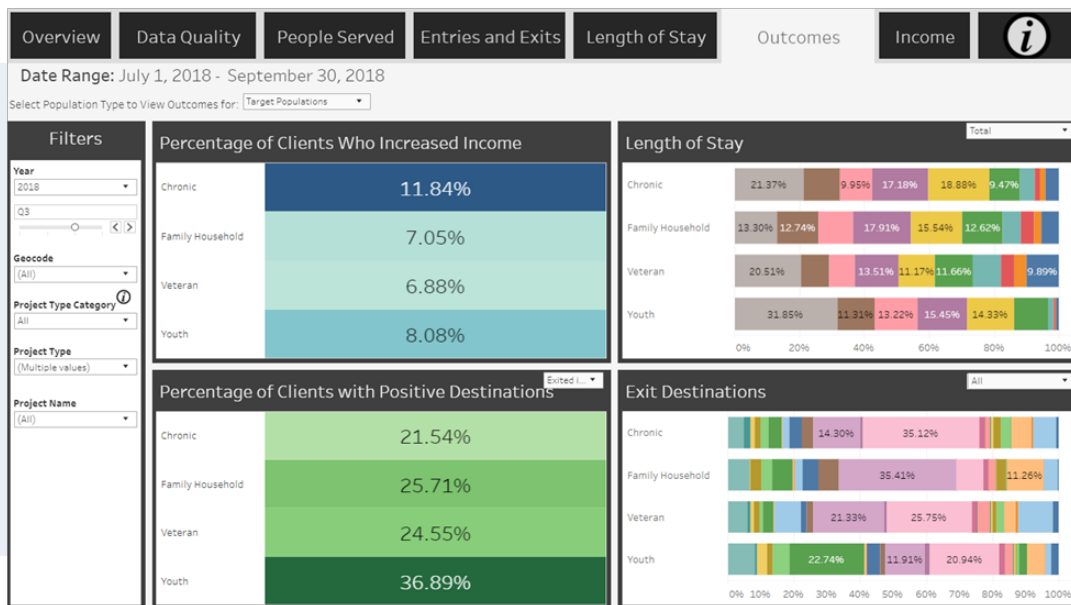 Overview Data Quality People Served Entries and Exits Length of Stay Outcomes Income i
Date Range: July 1, 2018 - September 30, 2018
Select Population Type to View Outcomes for: Target Populations
Filters
Year
2018
Q3
Geocode
(All)
Project Type Category i
All
Project Type
(Multiple values)
Project Name
(All)
Percentage of Clients Who Increased Income
Chronic 11.84%
Family Household 7.05%
Veteran 6.88%
Youth 8.08%
Length of Stay Total
Chronic 21.37% 9.95% 17.18% 18.88% 9.47%
Family Household 13.30% 12.74% 17.91% 15.54% 12.62%
Veteran 20.51% 13.51% 11.17% 11.66% 9.89%
Youth 31.85% 11.31% 13.22% 15.45% 14.33%
0% 20% 40% 60% 80% 100%
Percentage of Clients with Positive Destinations Exited i...
Chronic 21.54%
Family Household 25.71%
Veteran 24.55%
Youth 36.89%
Exit Destinations All
Chronic 14.30% 35.12%
Family Household 35.41% 11.26%
Veteran 21.33% 25.75%
Youth 22.74% 11.91% 20.94%
0% 10% 20% 30% 40% 50% 60% 70% 80% 90% 100%